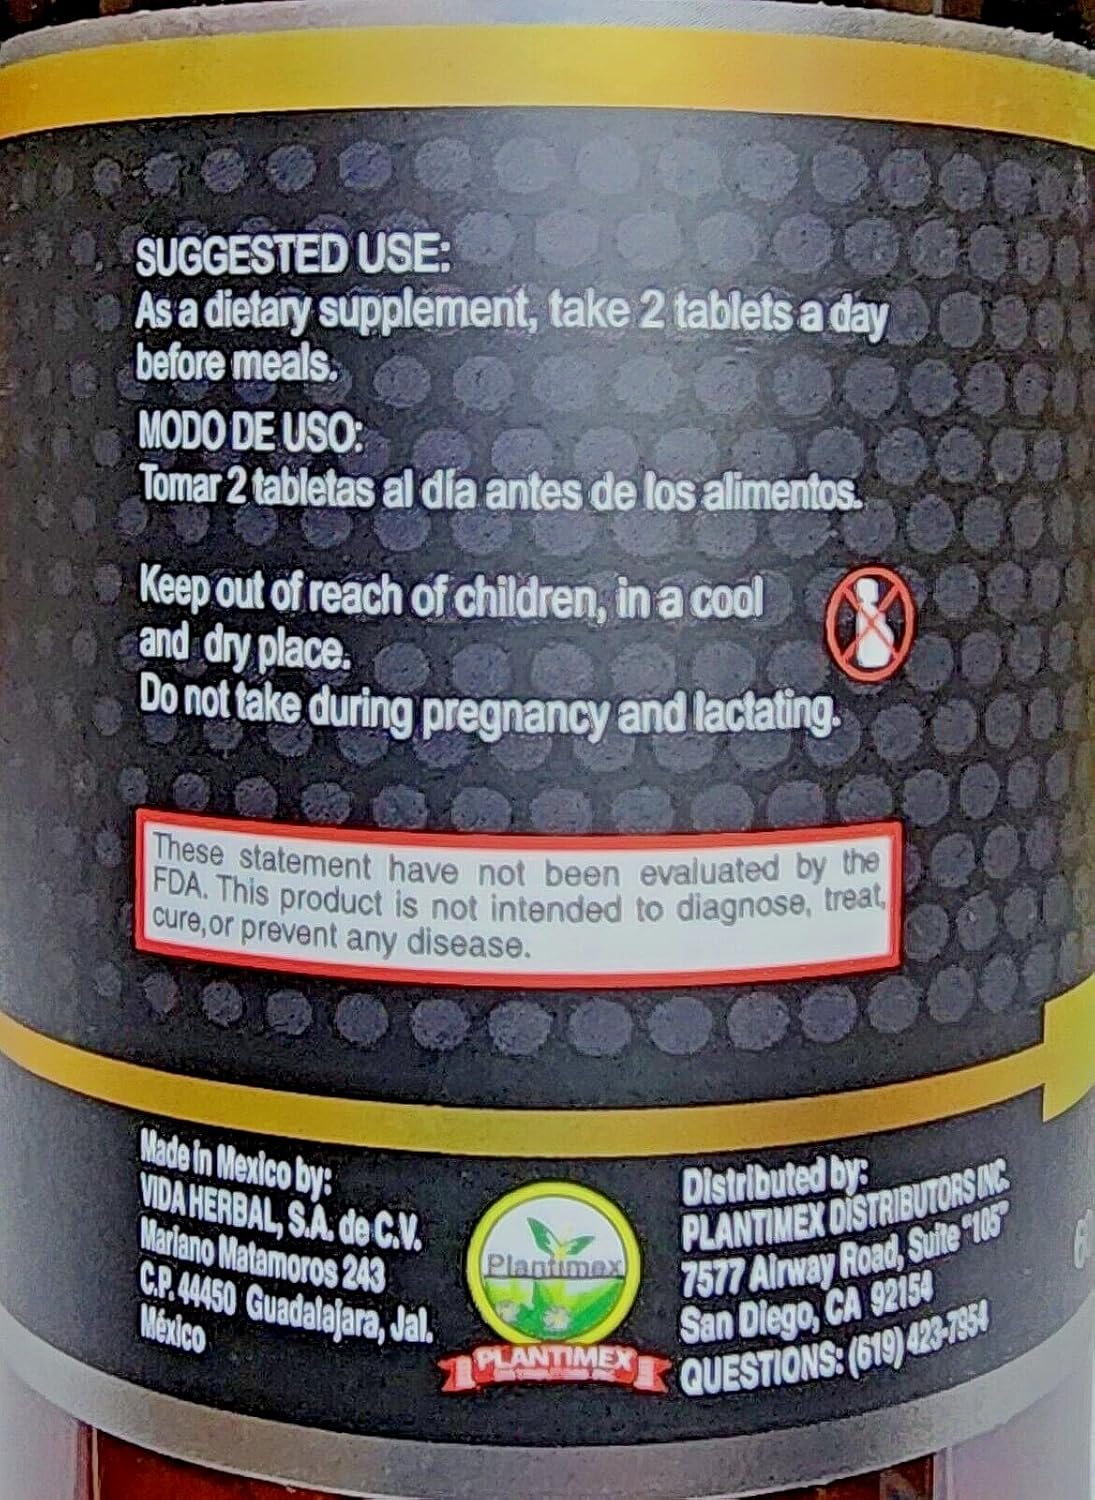 SUGGESTED USE:
As a dietary supplement, take 2 tablets a day
before meals.
MODO DE USO:
Tomar 2 tabletas al día antes de los alimentos.
Keep out of reach of children, in a cool
and dry place.
Do not take during pregnancy and lactating.
These statement have not been evaluated by the
FDA. This product is not intended to diagnose, treat,
cure,or prevent any disease.
Made in Mexico by:
VIDA HERBAL, S.A. de C.V.
Mariano Matamoros 243
C.P. 44450 Guadalajara, Jal.
México
Plantimex
PLANTIMEX
Distributed by:
PLANTIMEX DISTRIBUTORS INC.
7577 Airway Road, Suite "105"
San Diego, CA 92154
QUESTIONS: (619) 423-7954